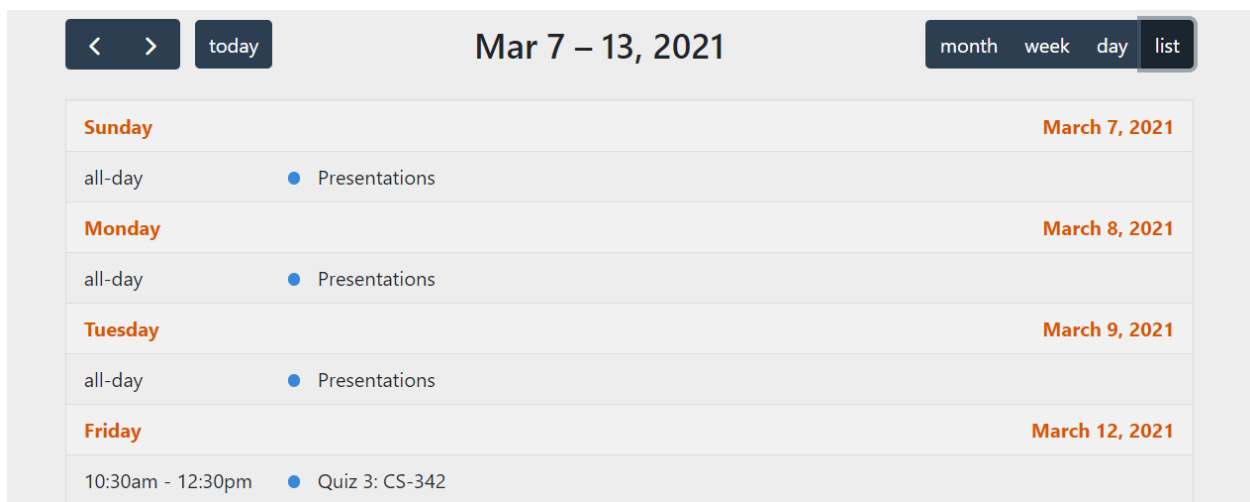 today Mar 7 – 13, 2021 month week day list
Sunday March 7, 2021
all-day Presentations
Monday March 8, 2021
all-day Presentations
Tuesday March 9, 2021
all-day Presentations
Friday March 12, 2021
10:30am - 12:30pm Quiz 3: CS-342